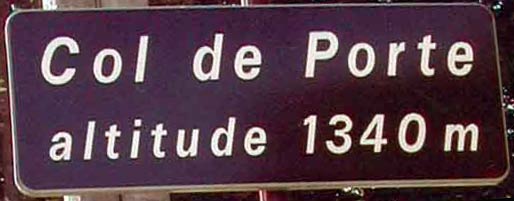 Col de Porte
altitude 1340 m